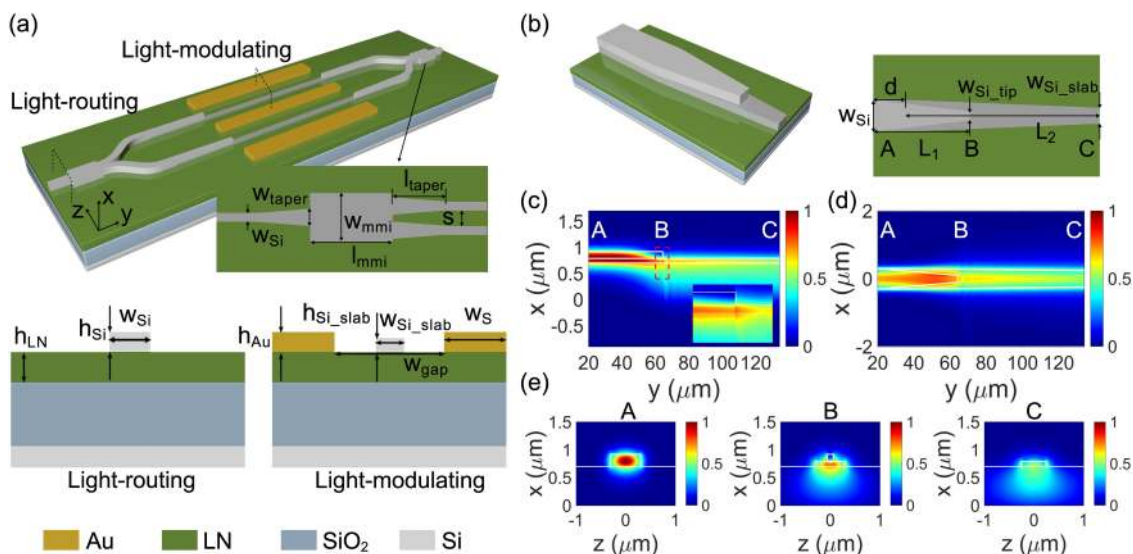 (a)
Light-modulating
Light-routing
x
z
y
l_taper
w_taper
w_mmi
s
w_Si
l_mmi
h_LN
h_Si
w_Si
h_Au
h_Si_slab
w_Si_slab
w_S
w_gap
Light-routing
Light-modulating
Au
LN
SiO₂
Si
(b)
d
w_Si_tip
w_Si_slab
w_Si
L₂
A
L₁
B
C
(c)
1.5
1
0.5
0
-0.5
x (μm)
A
B
C
20 40 60 80 100 120
y (μm)
1
0.5
0
(d)
2
0
-2
x (μm)
A
B
C
20 40 60 80 100 120
y (μm)
1
0.5
0
(e)
A
1.5
1
0.5
0
x (μm)
-1 0 1
z (μm)
1
0.5
0
B
1.5
1
0.5
0
x (μm)
-1 0 1
z (μm)
1
0.5
0
C
1.5
1
0.5
0
x (μm)
-1 0 1
z (μm)
1
0.5
0